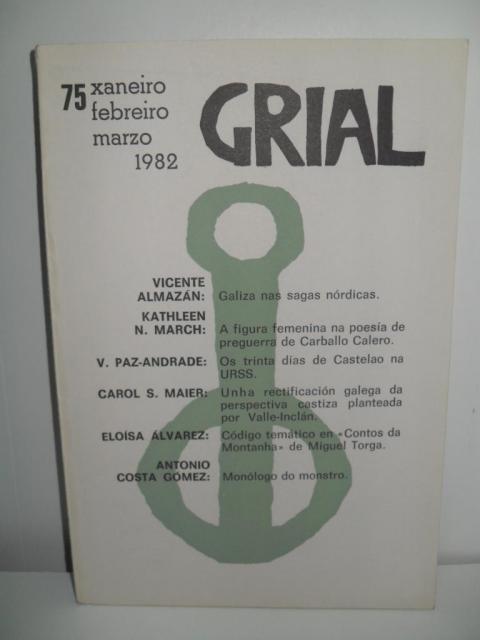 75 xaneiro
febreiro
marzo
1982
GRIAL
VICENTE
ALMAZÁN: Galiza nas sagas nórdicas.
KATHLEEN
N. MARCH: A figura femenina na poesía de
preguerra de Carballo Calero.
V. PAZ-ANDRADE: Os trinta días de Castelao na
URSS.
CAROL S. MAIER: Unha rectificación galega da
perspectiva castiza planteada
por Valle-Inclán.
ELOÍSA ÁLVAREZ: Código temático en «Contos da
Montanha» de Miguel Torga.
ANTONIO
COSTA GÓMEZ: Monólogo do monstro.